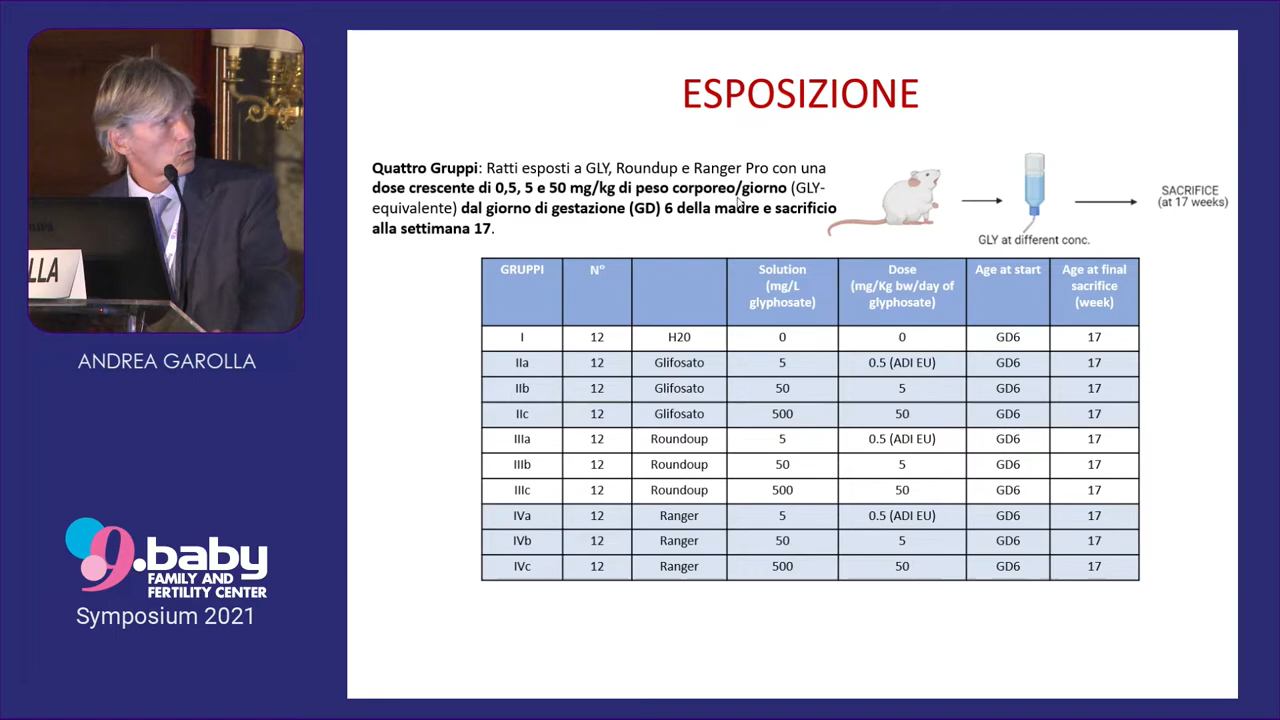 ESPOSIZIONE
Quattro Gruppi: Ratti esposti a GLY, Roundup e Ranger Pro con una
dose crescente di 0,5, 5 e 50 mg/kg di peso corporeo/giorno (GLY-
equivalente) dal giorno di gestazione (GD) 6 della madre e sacrificio
alla settimana 17.
GLY at different conc.
SACRIFICE
(at 17 weeks)
GRUPPI N° Solution (mg/L glyphosate) Dose (mg/Kg bw/day of glyphosate) Age at start Age at final sacrifice (week)
I 12 H20 0 0 GD6 17
IIa 12 Glifosato 5 0.5 (ADI EU) GD6 17
IIb 12 Glifosato 50 5 GD6 17
IIc 12 Glifosato 500 50 GD6 17
IIIa 12 Roundup 5 0.5 (ADI EU) GD6 17
IIIb 12 Roundup 50 5 GD6 17
IIIc 12 Roundup 500 50 GD6 17
IVa 12 Ranger 5 0.5 (ADI EU) GD6 17
IVb 12 Ranger 50 5 GD6 17
IVc 12 Ranger 500 50 GD6 17
LLA
ANDREA GAROLLA
9.baby
FAMILY AND
FERTILITY CENTER
Symposium 2021